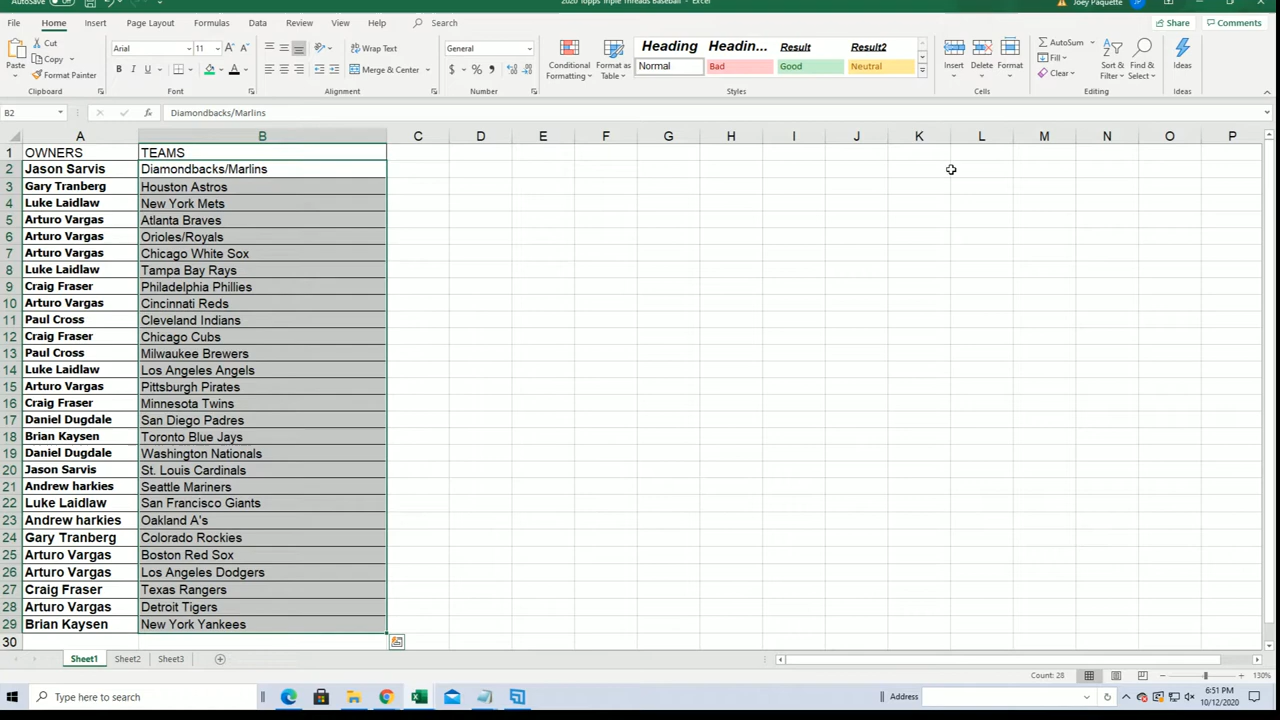 AutoSave Off 2020 Topps Triple Threads Baseball - Excel Joey Paquette JP
File Home Insert Page Layout Formulas Data Review View Help Search Share Comments
Paste Cut Copy Format Painter Clipboard
Arial 11 B I U A Font
Wrap Text Merge & Center Alignment
General $ % , Number
Conditional Formatting Format as Table
Heading Headin... Result Result2
Normal Bad Good Neutral Styles
Insert Delete Format Cells
AutoSum Fill Clear Sort & Filter Find & Select Editing
Ideas Ideas
B2 fx Diamondbacks/Marlins
A B C D E F G H I J K L M N O P
1 OWNERS TEAMS
2 Jason Sarvis Diamondbacks/Marlins
3 Gary Tranberg Houston Astros
4 Luke Laidlaw New York Mets
5 Arturo Vargas Atlanta Braves
6 Arturo Vargas Orioles/Royals
7 Arturo Vargas Chicago White Sox
8 Luke Laidlaw Tampa Bay Rays
9 Craig Fraser Philadelphia Phillies
10 Arturo Vargas Cincinnati Reds
11 Paul Cross Cleveland Indians
12 Craig Fraser Chicago Cubs
13 Paul Cross Milwaukee Brewers
14 Luke Laidlaw Los Angeles Angels
15 Arturo Vargas Pittsburgh Pirates
16 Craig Fraser Minnesota Twins
17 Daniel Dugdale San Diego Padres
18 Brian Kaysen Toronto Blue Jays
19 Daniel Dugdale Washington Nationals
20 Jason Sarvis St. Louis Cardinals
21 Andrew harkies Seattle Mariners
22 Luke Laidlaw San Francisco Giants
23 Andrew harkies Oakland A's
24 Gary Tranberg Colorado Rockies
25 Arturo Vargas Boston Red Sox
26 Arturo Vargas Los Angeles Dodgers
27 Craig Fraser Texas Rangers
28 Arturo Vargas Detroit Tigers
29 Brian Kaysen New York Yankees
30
Sheet1 Sheet2 Sheet3
Count: 28 130%
Type here to search Address 6:51 PM
10/12/2020